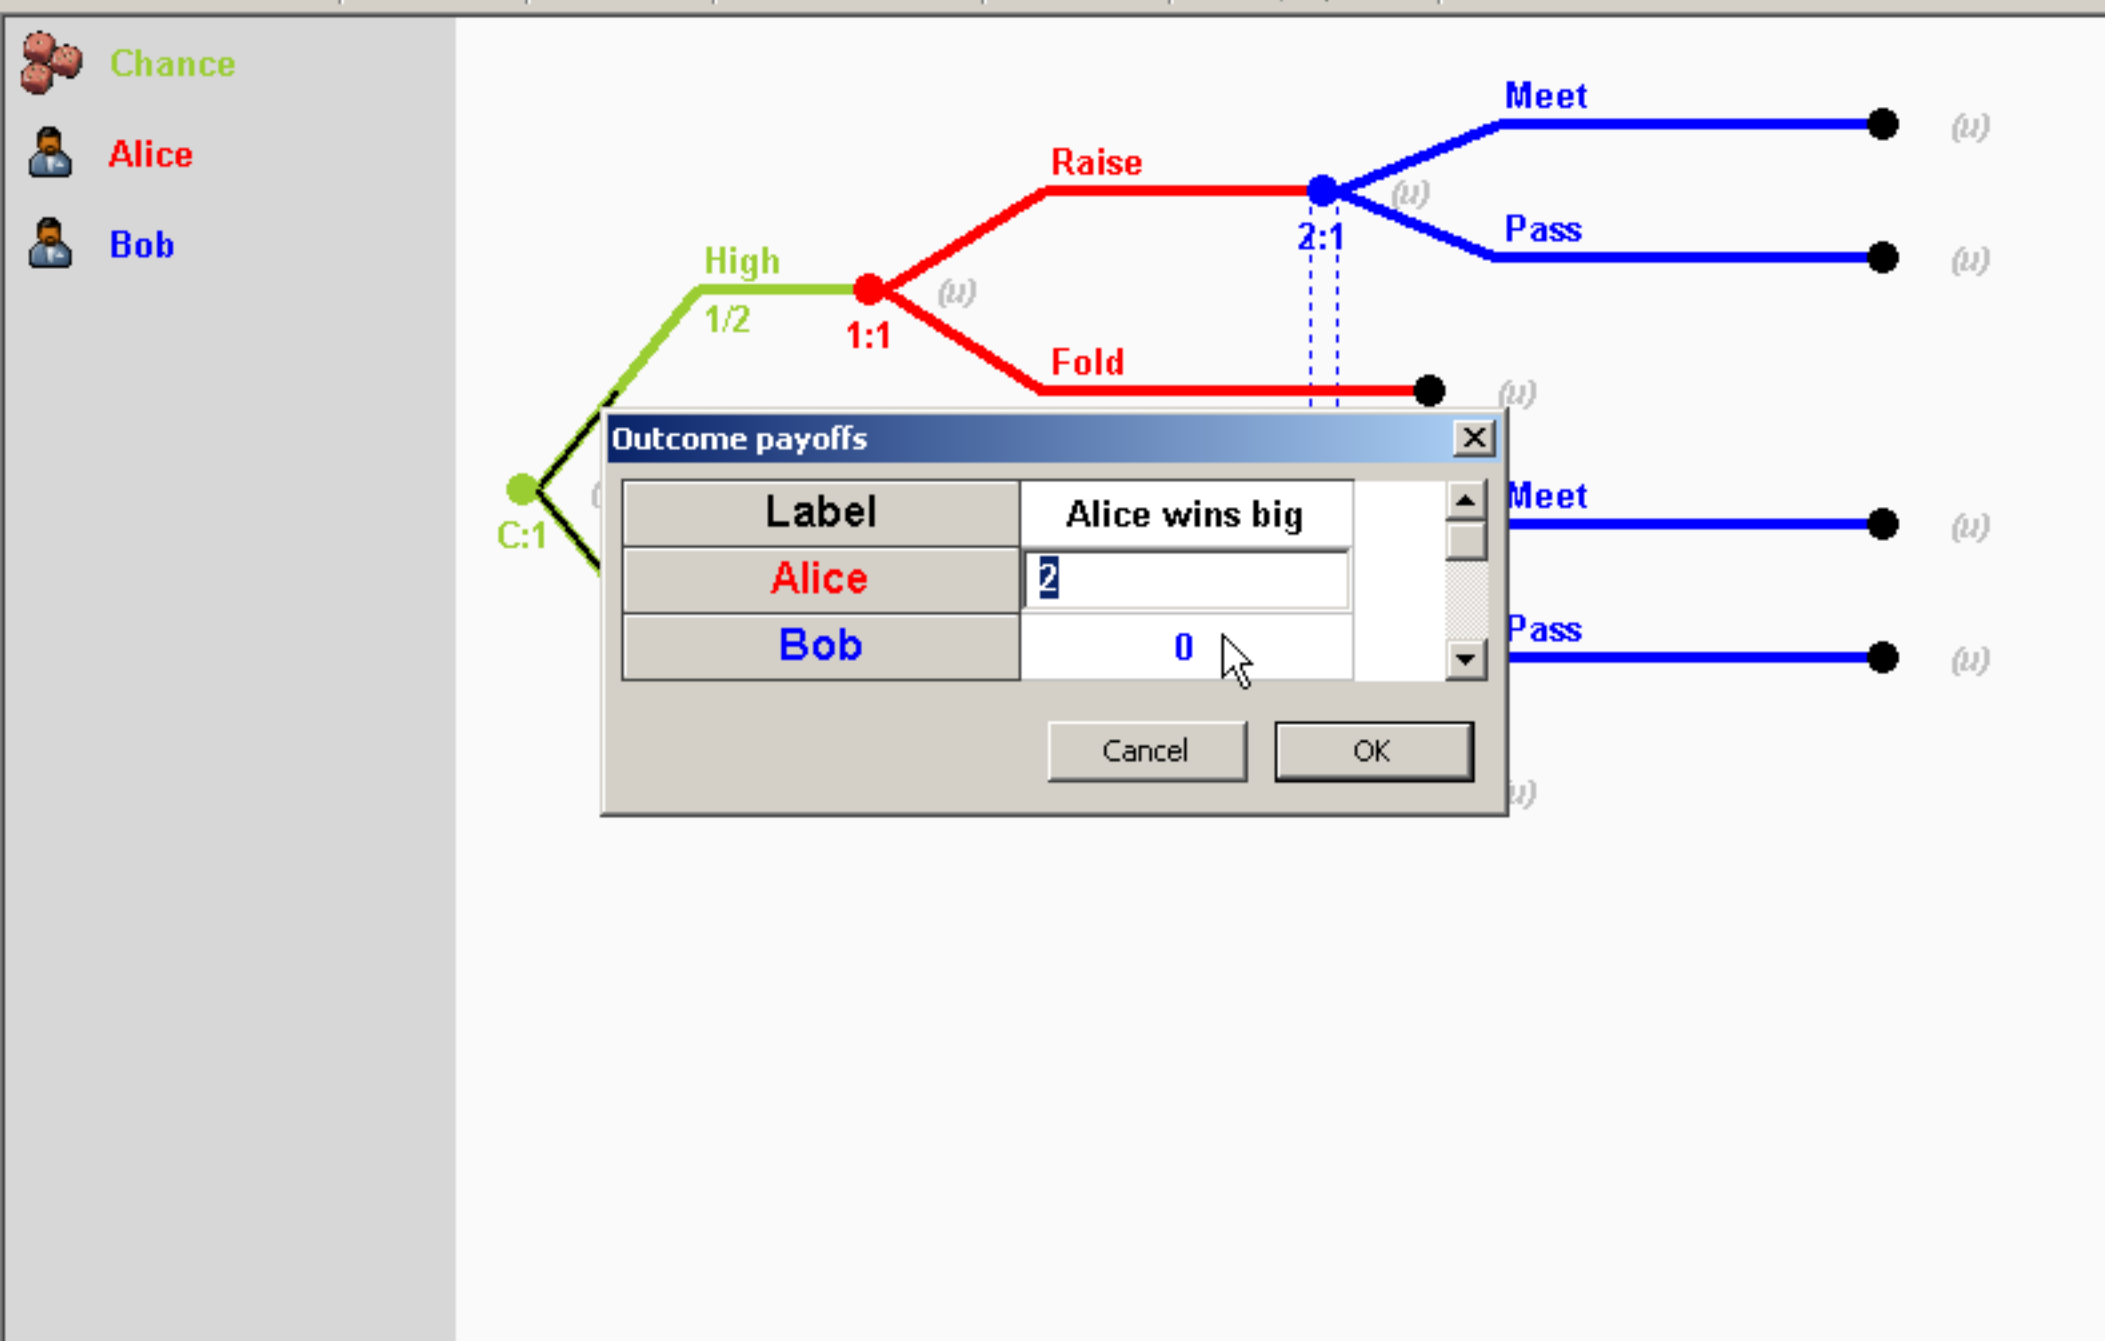 Chance
Alice
Bob
Meet
(u)
Raise
(u)
2:1
Pass
(u)
High
1/2
(u)
1:1
Fold
(u)
Outcome payoffs
Label
Alice wins big
Alice
2
Bob
0
Cancel
OK
C:1
Meet
(u)
Pass
(u)
u)